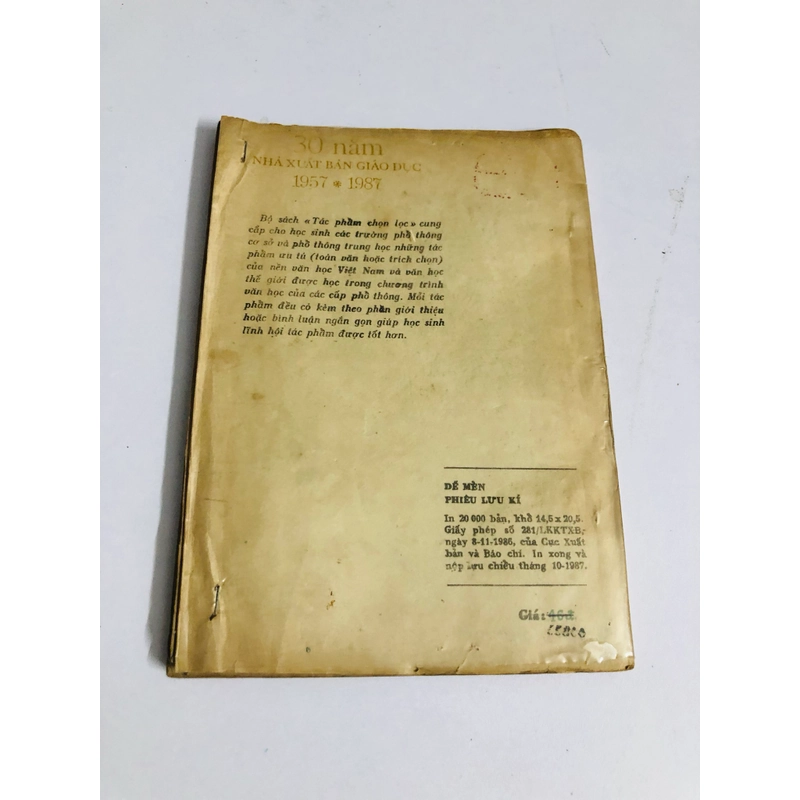 30 năm
NHÀ XUẤT BẢN GIÁO DỤC
1957 * 1987
Bộ sách «Tác phẩm chọn lọc» cung
cấp cho học sinh các trường phổ thông
cơ sở và phổ thông trung học những tác
phẩm ưu tú (toàn văn hoặc trích chọn)
của nền văn học Việt Nam và văn học
thế giới được học trong chương trình
văn học của các cấp phổ thông. Mỗi tác
phẩm đều có kèm theo phần giới thiệu
hoặc bình luận ngắn gọn giúp học sinh
lĩnh hội tác phẩm được tốt hơn.
DẾ MÈN
PHIÊU LƯU KÍ
In 20 000 bản, khổ 14,5 x 20,5.
Giấy phép số 281/LKKTXB,
ngày 8-11-1986, của Cục Xuất
bản và Báo chí. In xong và
nộp lưu chiểu tháng 10-1987.
Giá: